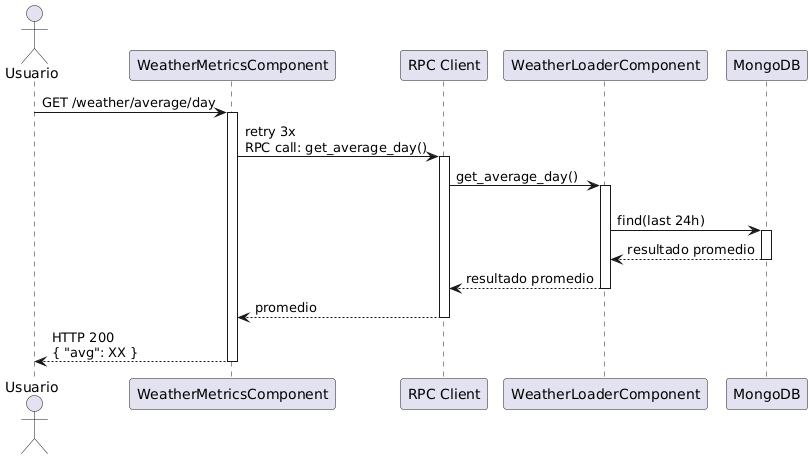 Usuario
WeatherMetricsComponent
RPC Client
WeatherLoaderComponent
MongoDB
GET /weather/average/day
retry 3x
RPC call: get_average_day()
get_average_day()
find(last 24h)
resultado promedio
resultado promedio
promedio
HTTP 200
{ "avg": XX }
Usuario
WeatherMetricsComponent
RPC Client
WeatherLoaderComponent
MongoDB